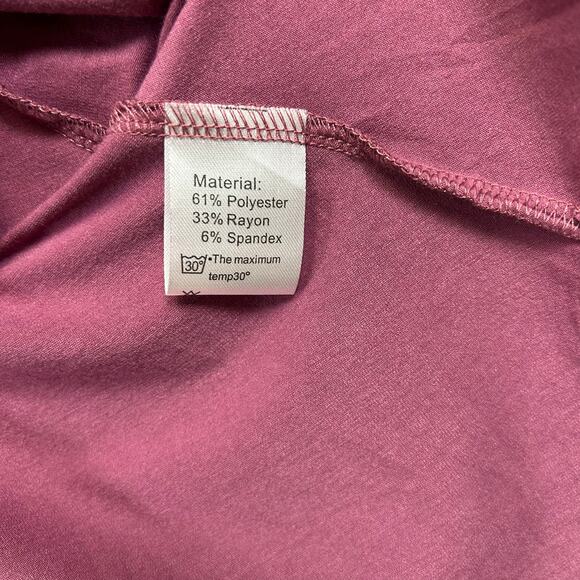 Material:
61% Polyester
33% Rayon
6% Spandex
30° •The maximum
temp30°